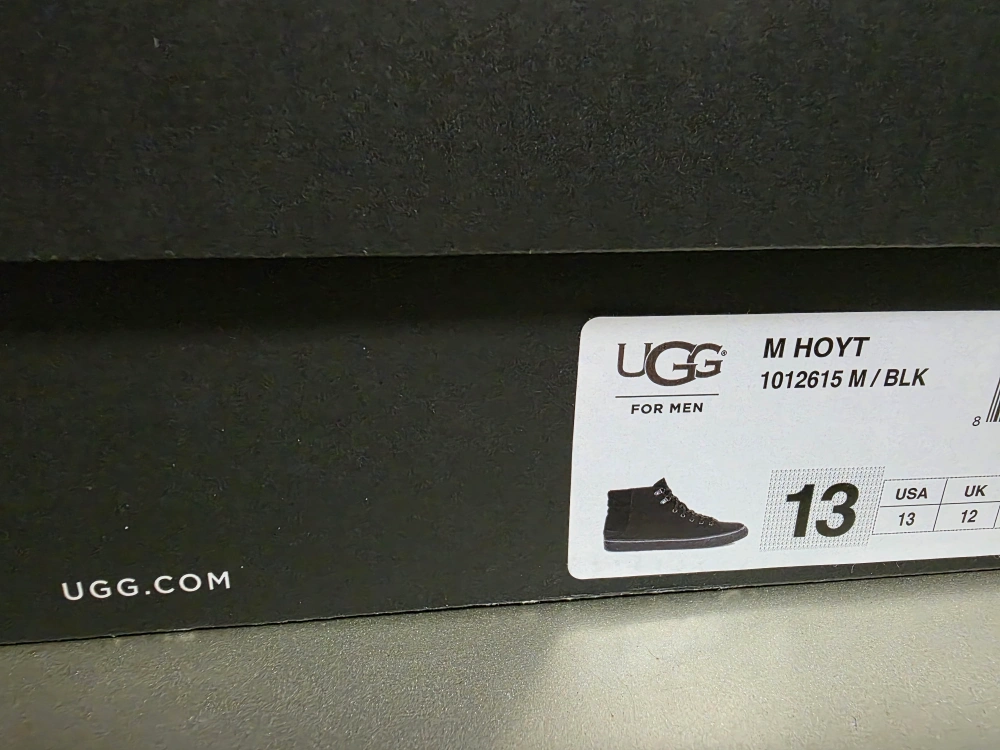 UGG®
FOR MEN
M HOYT
1012615 M / BLK
8
13
USA UK
13 12
UGG.COM